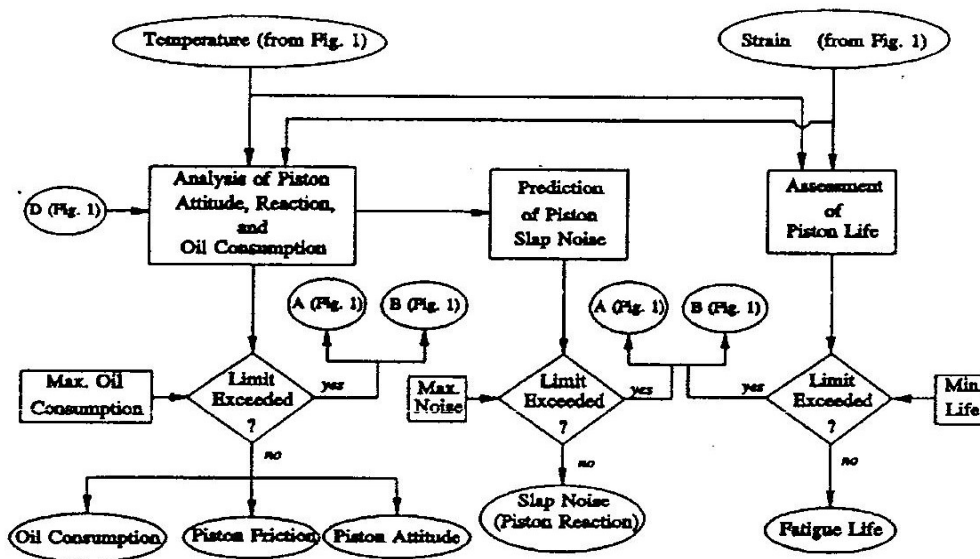 Temperature (from Fig. 1)
Strain (from Fig. 1)
Analysis of Piston
Attitude, Reaction,
and
Oil Consumption
Prediction
of Piston
Slap Noise
Assessment
of
Piston Life
D (Fig. 1)
A (Fig. 1)
B (Fig. 1)
A (Fig. 1)
B (Fig. 1)
Max. Oil
Consumption
Limit
Exceeded
?
yes
no
Max.
Noise
Limit
Exceeded
?
yes
no
yes
Limit
Exceeded
?
no
Min.
Life
Oil Consumption
Piston Friction
Piston Attitude
Slap Noise
(Piston Reaction)
Fatigue Life